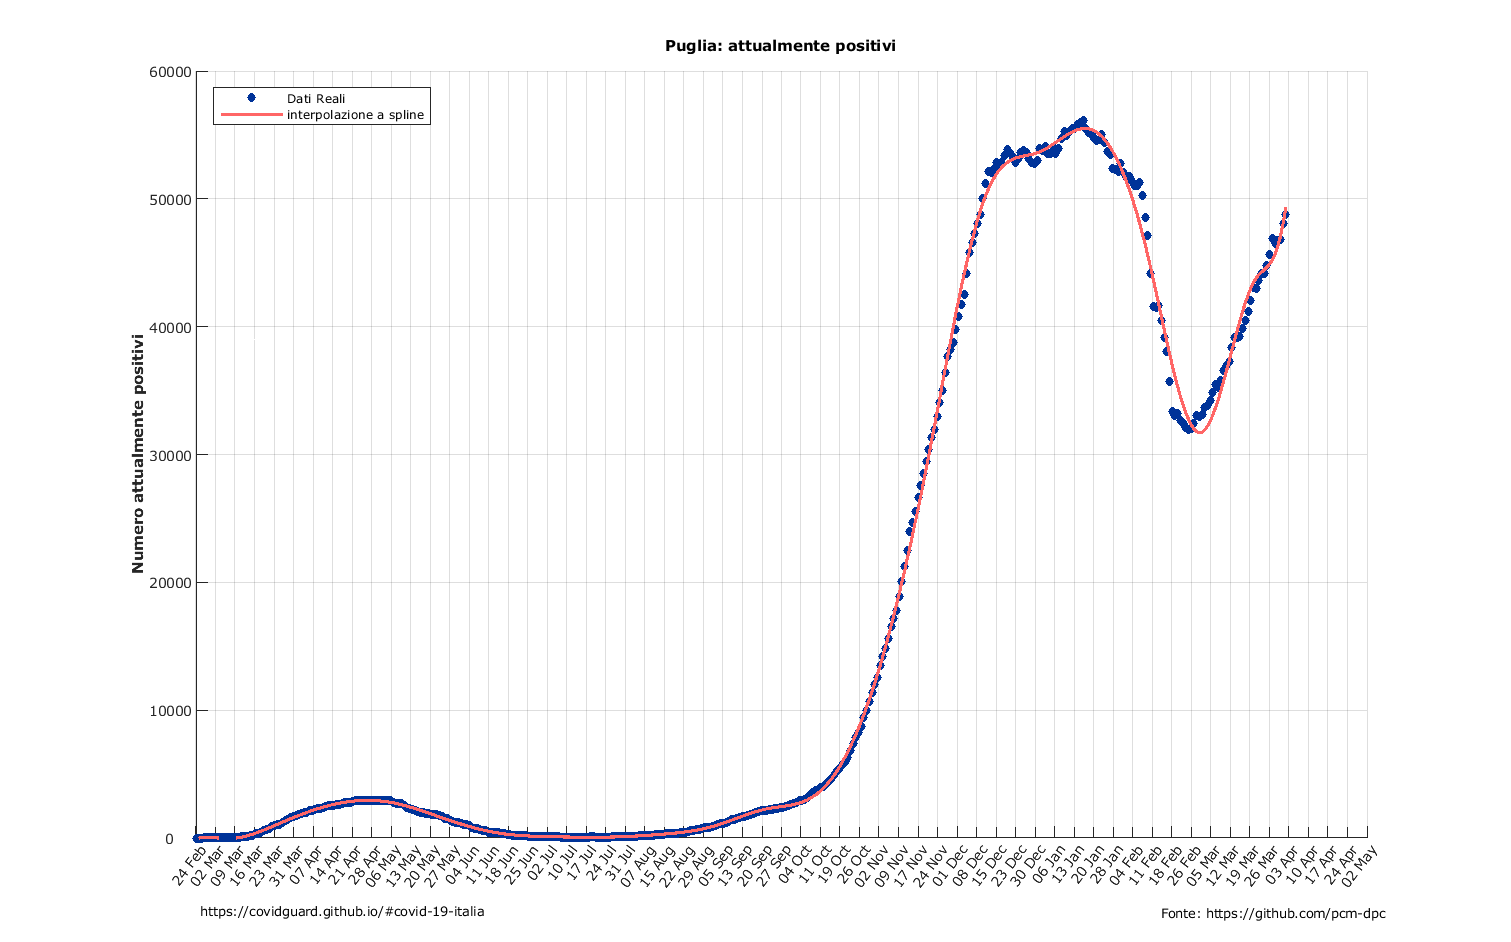 Puglia: attualmente positivi
60000
50000
40000
30000
20000
10000
0
Numero attualmente positivi
Dati Reali
interpolazione a spline
24 Feb
02 Mar
09 Mar
16 Mar
23 Mar
31 Mar
07 Apr
14 Apr
21 Apr
28 Apr
06 May
13 May
20 May
27 May
04 Jun
11 Jun
18 Jun
25 Jun
02 Jul
10 Jul
17 Jul
24 Jul
31 Jul
07 Aug
15 Aug
22 Aug
29 Aug
05 Sep
13 Sep
20 Sep
27 Sep
04 Oct
11 Oct
19 Oct
26 Oct
02 Nov
09 Nov
17 Nov
24 Nov
01 Dec
08 Dec
15 Dec
23 Dec
30 Dec
06 Jan
13 Jan
20 Jan
28 Jan
04 Feb
11 Feb
18 Feb
26 Feb
05 Mar
12 Mar
19 Mar
26 Mar
03 Apr
10 Apr
17 Apr
24 Apr
02 May
https://covidguard.github.io/#covid-19-italia
Fonte: https://github.com/pcm-dpc